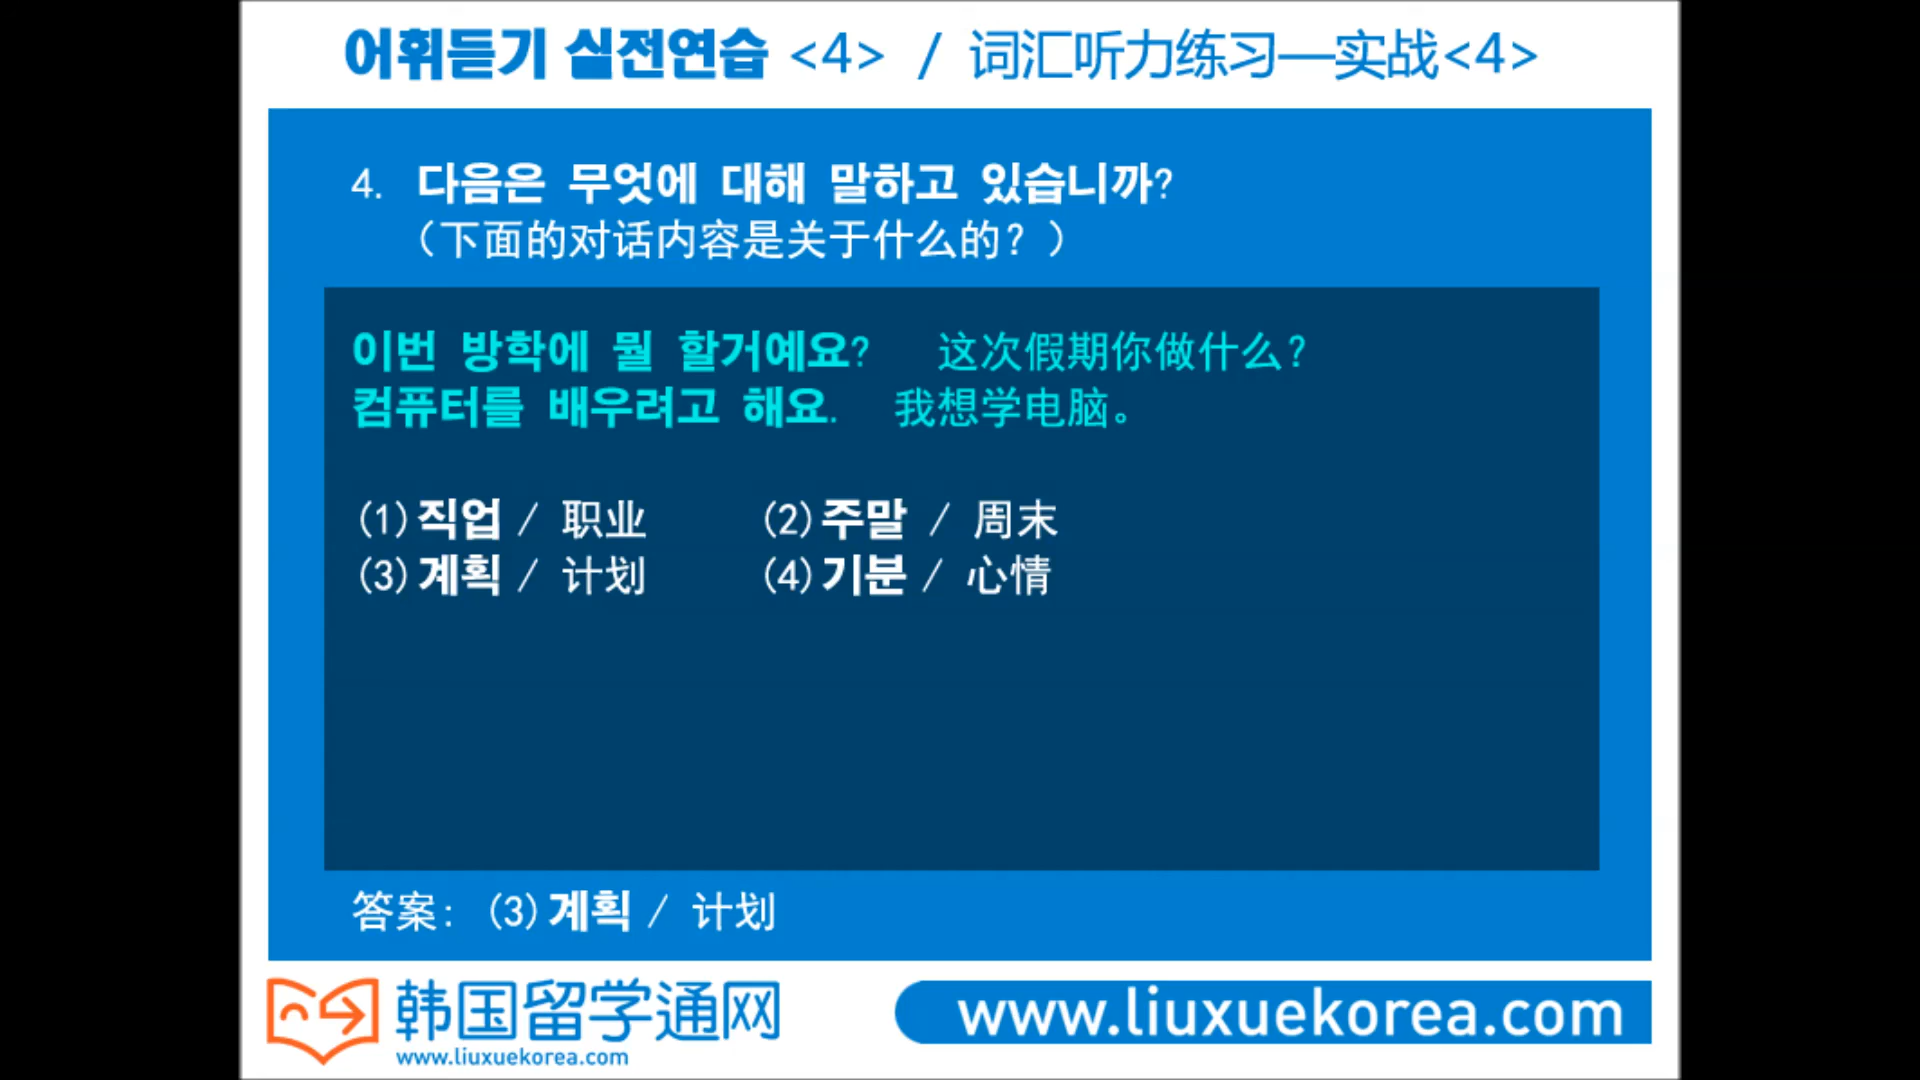 어휘듣기 실전연습 <4> / 词汇听力练习—实战<4>
4. 다음은 무엇에 대해 말하고 있습니까?
（下面的对话内容是关于什么的？）
이번 방학에 뭘 할거예요? 这次假期你做什么？
컴퓨터를 배우려고 해요. 我想学电脑。
(1)직업 / 职业 (2)주말 / 周末
(3)계획 / 计划 (4)기분 / 心情
答案: (3)계획 / 计划
韩国留学通网
www.liuxuekorea.com
www.liuxuekorea.com